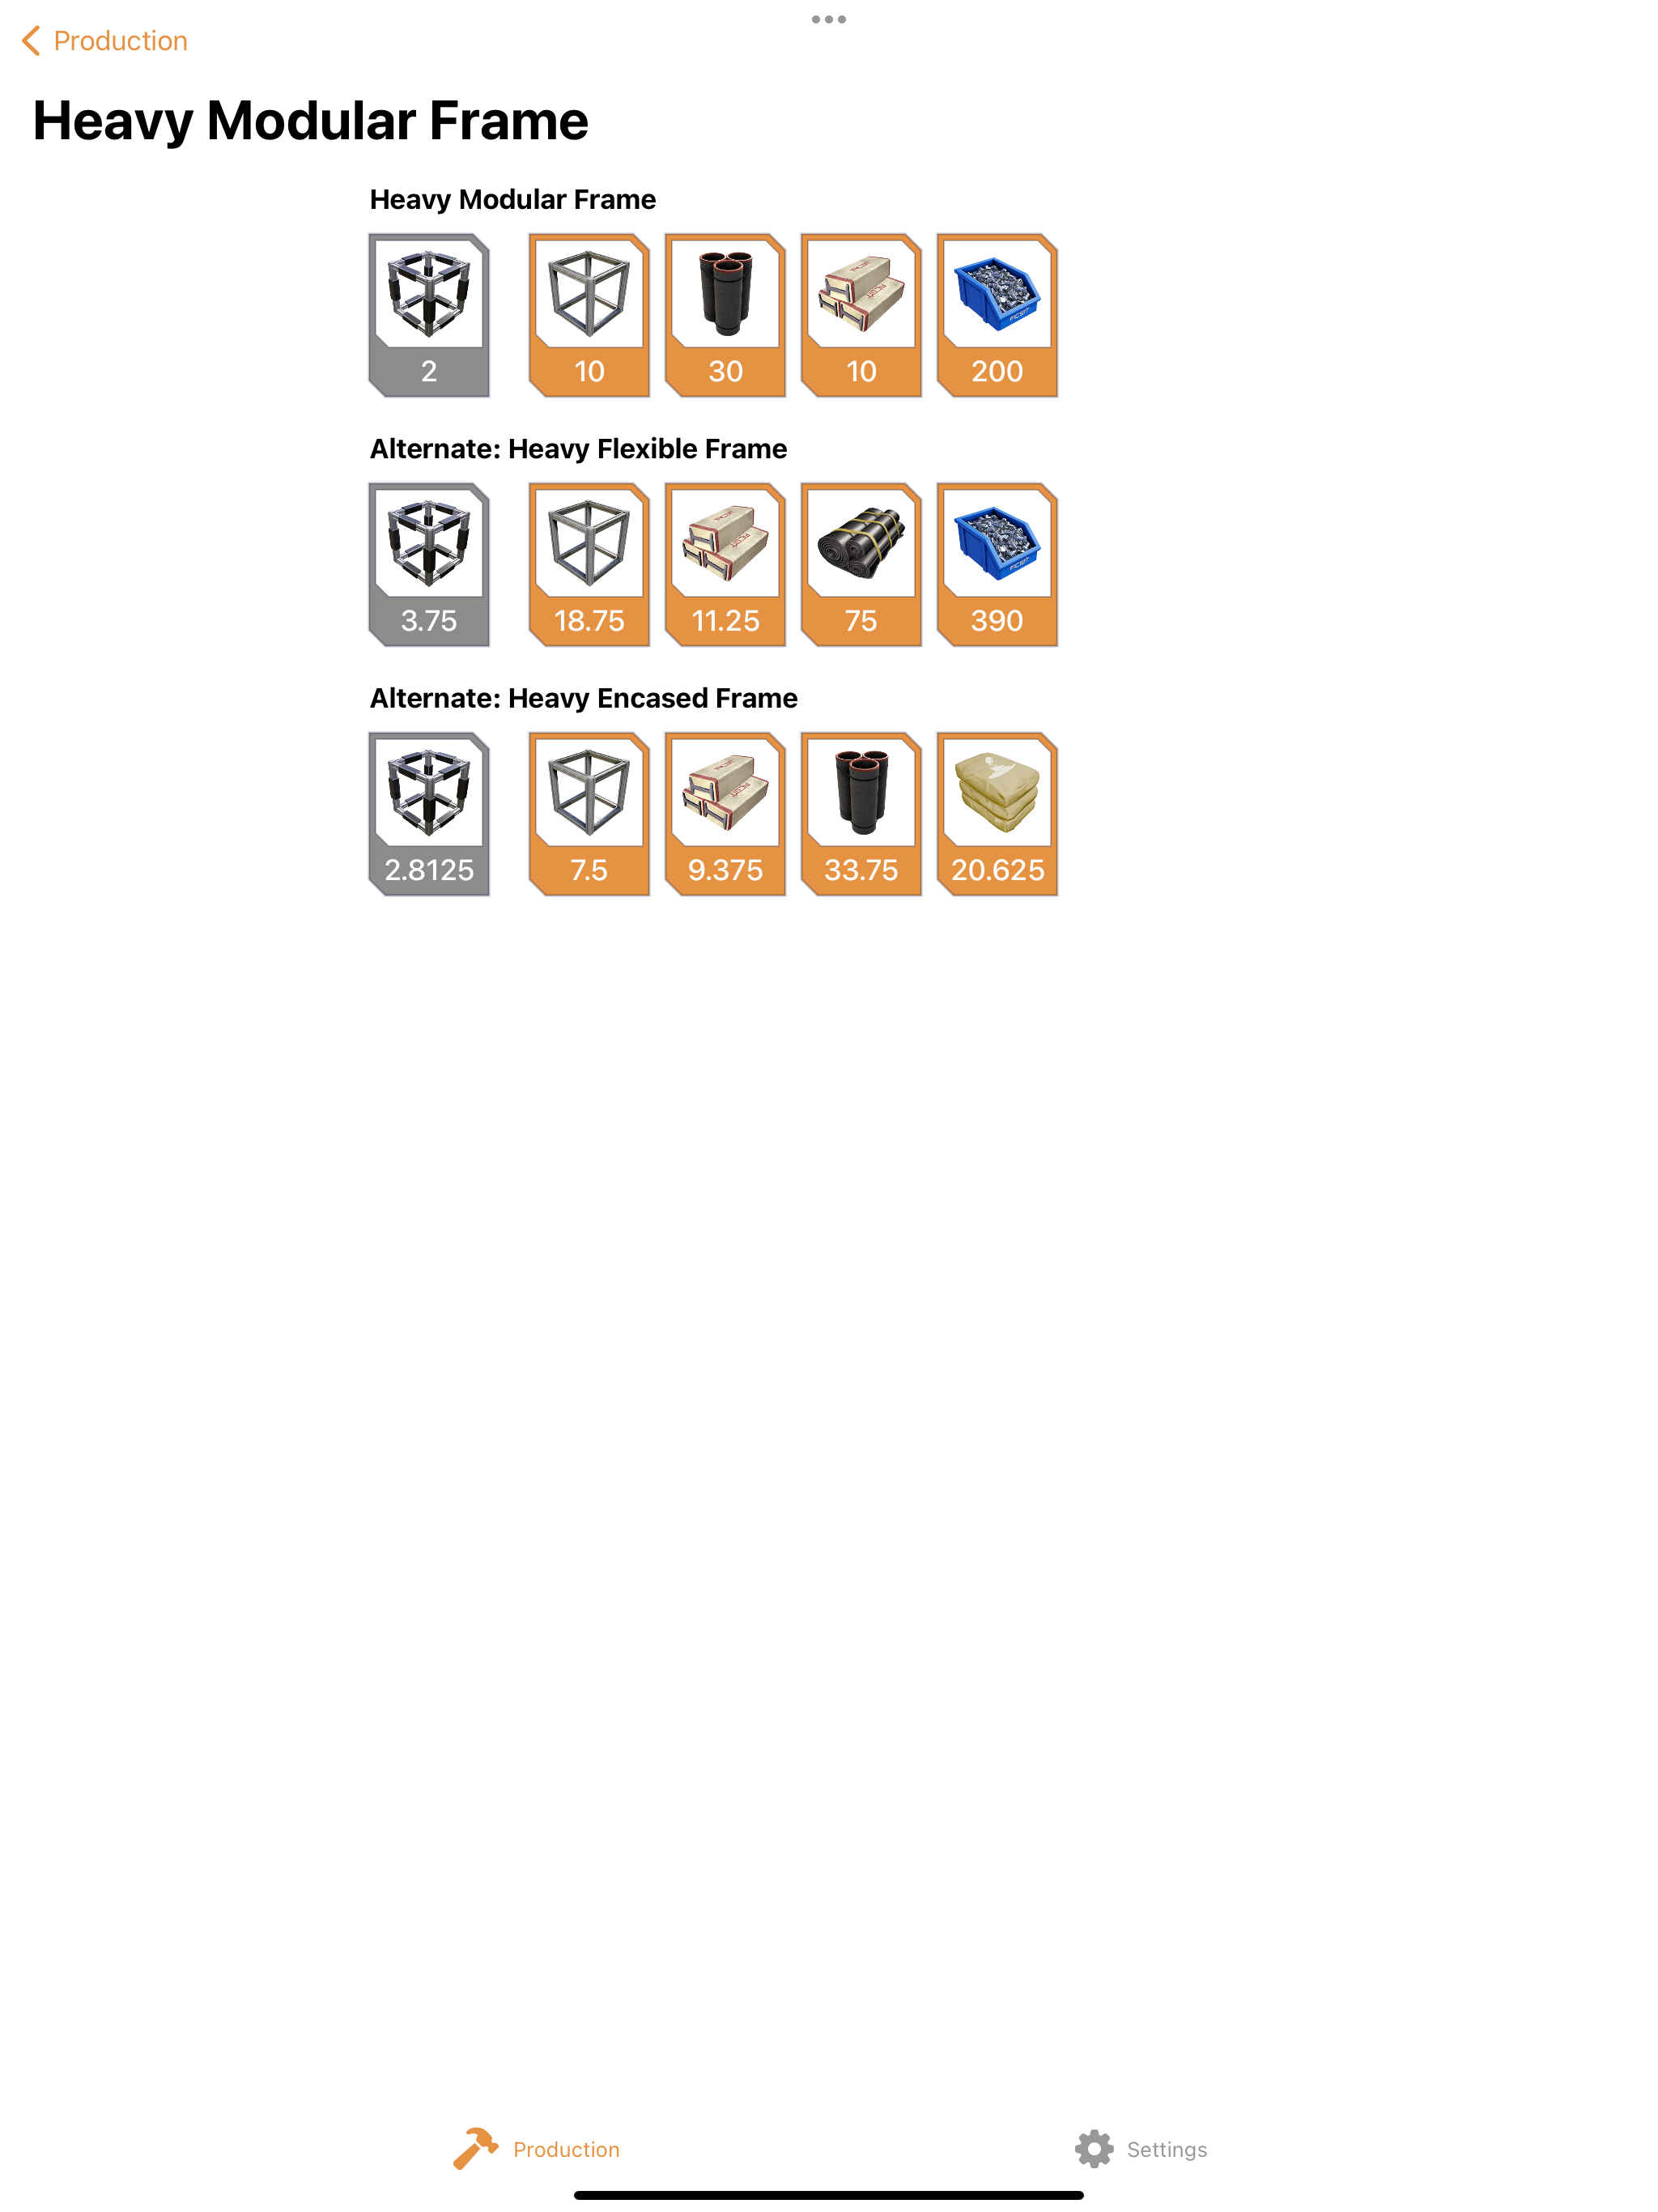 Production
Heavy Modular Frame
Heavy Modular Frame
2 10 30 10 200
Alternate: Heavy Flexible Frame
3.75 18.75 11.25 75 390
Alternate: Heavy Encased Frame
2.8125 7.5 9.375 33.75 20.625
Production Settings